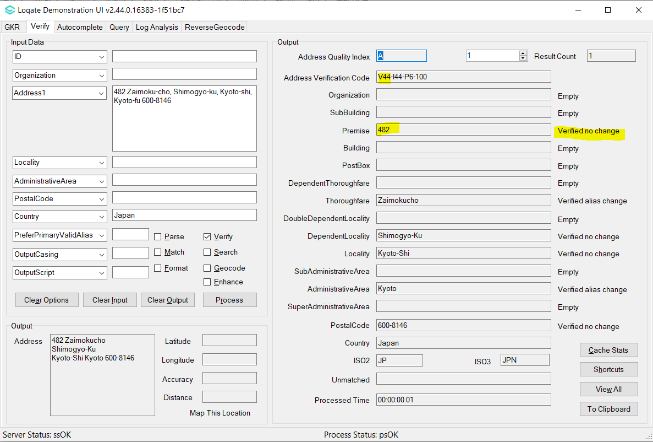 Loqate Demonstration UI v2.44.0.16383-1f51bc7
GKR Verify Autocomplete Query Log Analysis ReverseGeocode
Input Data
ID
Organization
Address1
482 Zaimoku-cho, Shimogyo-ku, Kyoto-shi,
Kyoto-fu 600-8146
Locality
AdministrativeArea
PostalCode
Country Japan
PreferPrimaryValidAlias Parse Verify
OutputCasing Match Search
OutputScript Format Geocode
Enhance
Clear Options Clear Input Clear Output Process
Output
Address
482 Zaimokucho
Shimogyo-Ku
Kyoto-Shi Kyoto 600-8146
Latitude
Longitude
Accuracy
Distance
Map This Location
Output
Address Quality Index A 1 Result Count 1
Address Verification Code V44-I44-P6-100
Organization Empty
SubBuilding Empty
Premise 482 Verified no change
Building Empty
PostBox Empty
DependentThoroughfare Empty
Thoroughfare Zaimokucho Verified alias change
DoubleDependentLocality Empty
DependentLocality Shimogyo-Ku Verified no change
Locality Kyoto-Shi Verified no change
SubAdministrativeArea Empty
AdministrativeArea Kyoto Verified alias change
SuperAdministrativeArea Empty
PostalCode 600-8146 Verified no change
Country Japan
ISO2 JP ISO3 JPN
Unmatched
Processed Time 00:00:00.01
Cache Stats
Shortcuts
View All
To Clipboard
Server Status: ssOK Process Status: psOK